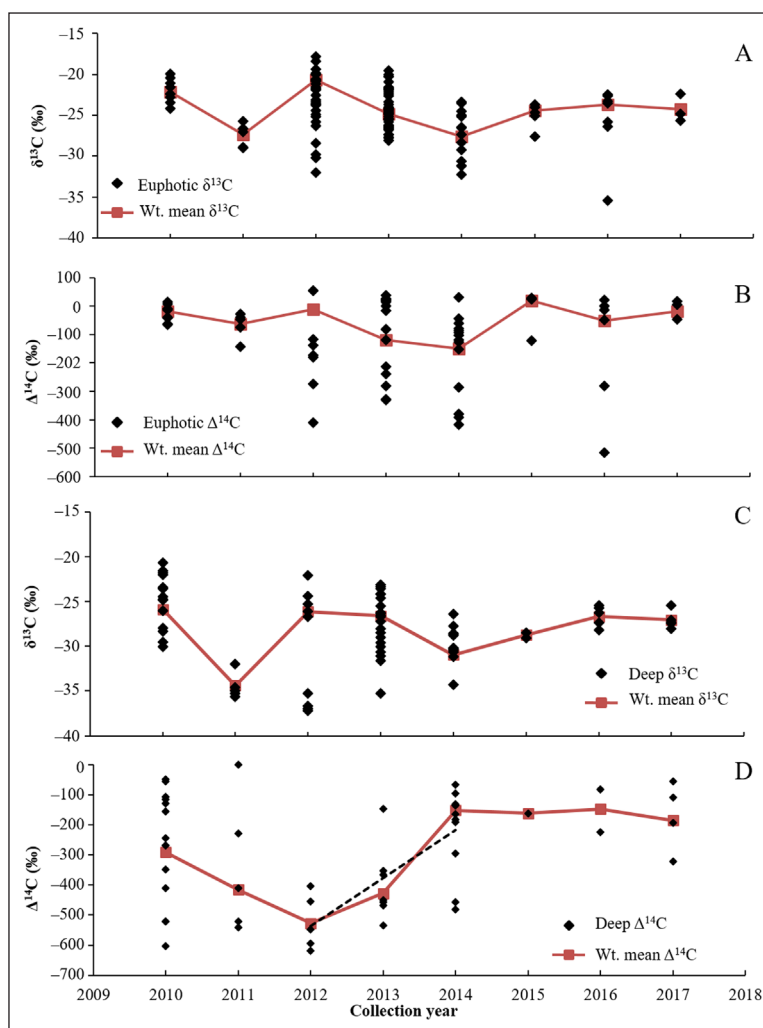 A
−15
−20
−25
−30
−35
−40
δ¹³C (‰)
Euphotic δ¹³C
Wt. mean δ¹³C
B
100
0
−100
−200
−300
−400
−500
−600
Δ¹⁴C (‰)
Euphotic Δ¹⁴C
Wt. mean Δ¹⁴C
C
−15
−20
−25
−30
−35
−40
δ¹³C (‰)
Deep δ¹³C
Wt. mean δ¹³C
D
0
−100
−200
−300
−400
−500
−600
−700
Δ¹⁴C (‰)
Deep Δ¹⁴C
Wt. mean Δ¹⁴C
2009 2010 2011 2012 2013 2014 2015 2016 2017 2018
Collection year